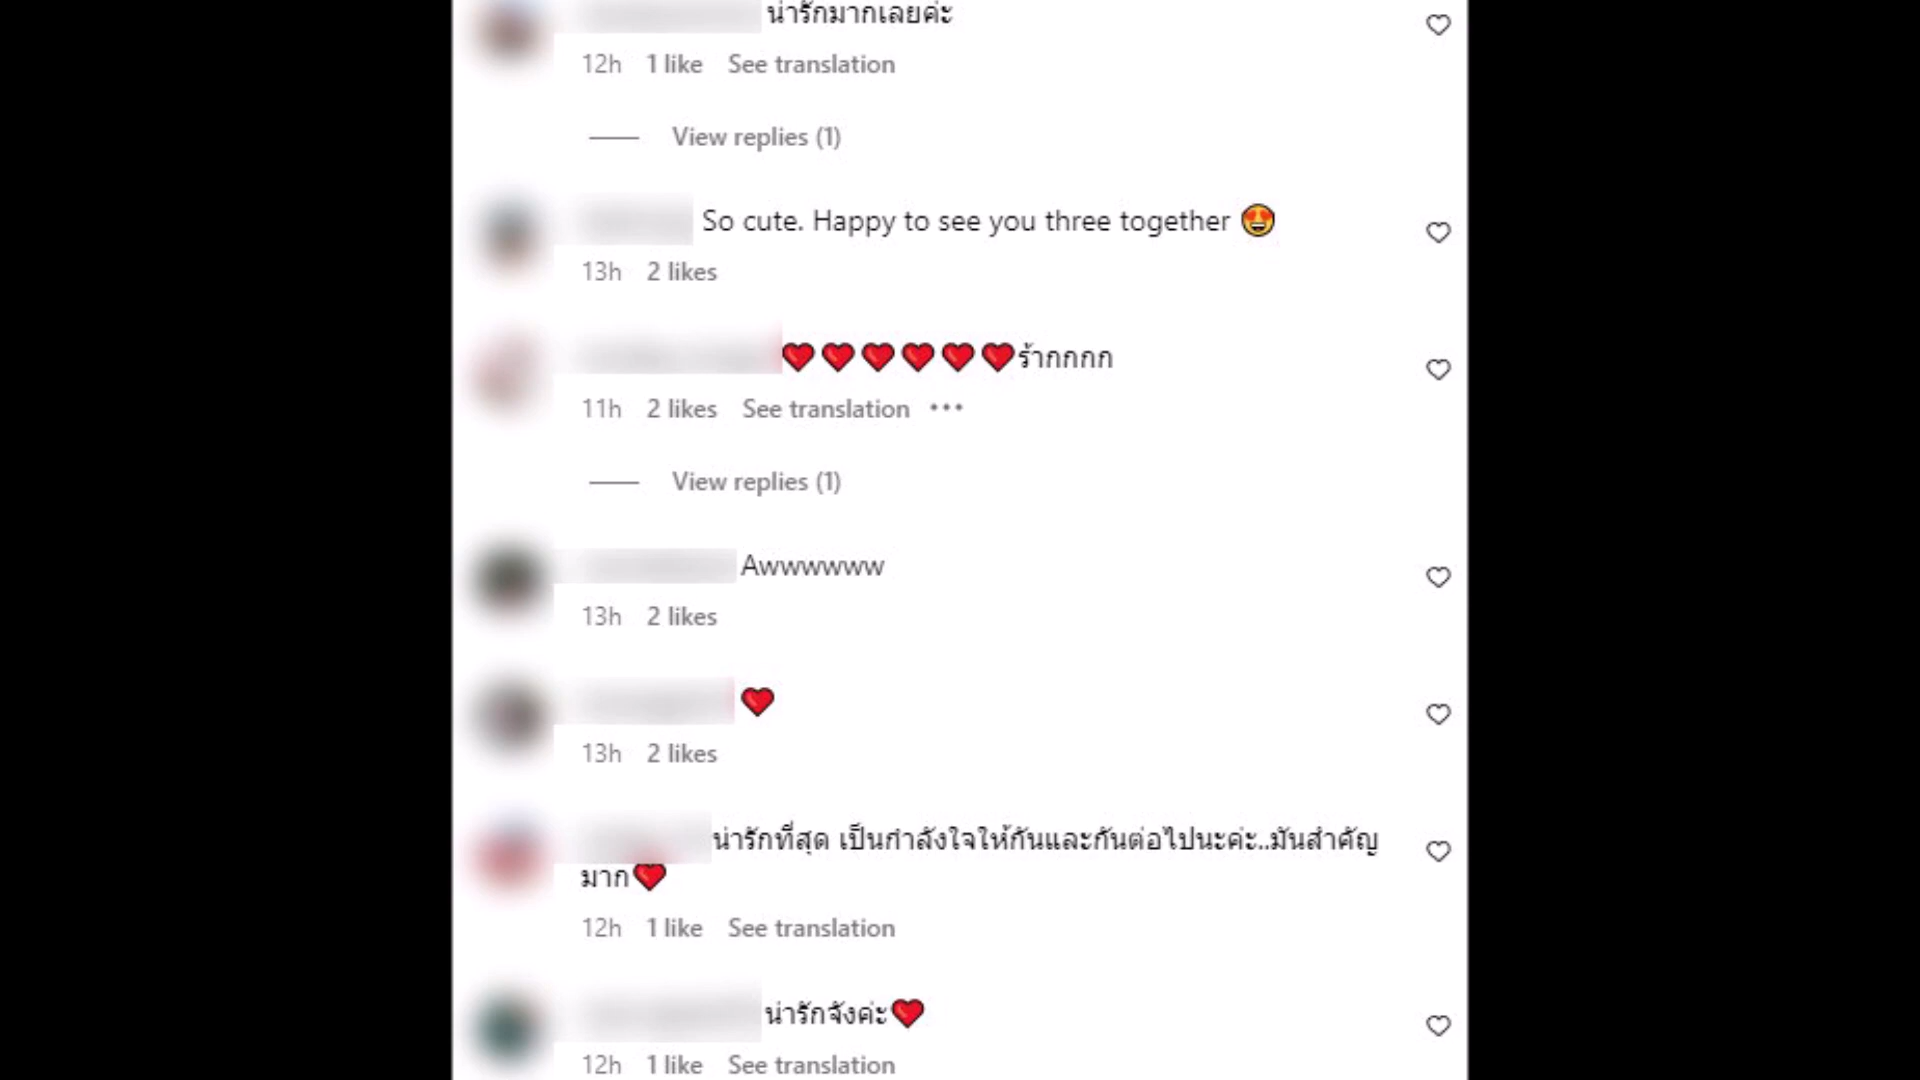 น่ารักมากเลยค่ะ
12h 1 like See translation
View replies (1)
So cute. Happy to see you three together 😍
13h 2 likes
❤️❤️❤️❤️❤️❤️ร้ากกกก
11h 2 likes See translation •••
View replies (1)
Awwwwww
13h 2 likes
❤️
13h 2 likes
น่ารักที่สุด เป็นกำลังใจให้กันและกันต่อไปนะค่ะ..มันสำคัญ
มาก❤️
12h 1 like See translation
น่ารักจังค่ะ❤️
12h 1 like See translation